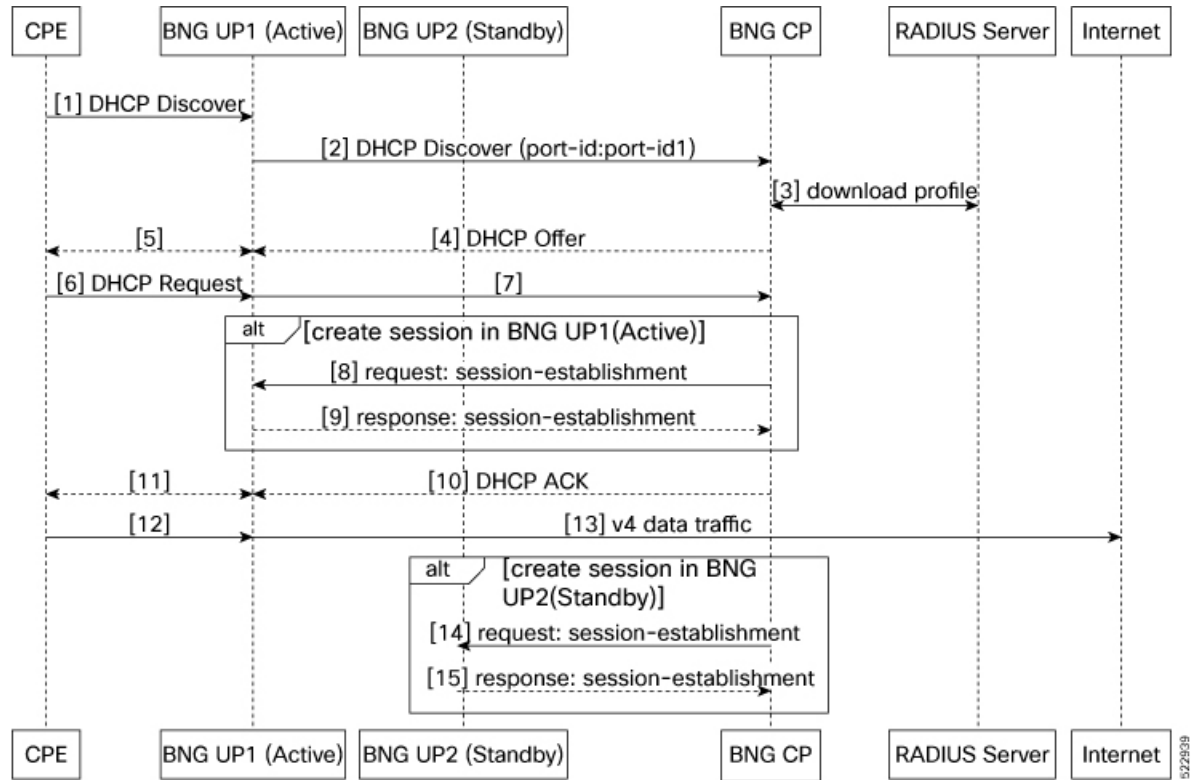 CPE
BNG UP1 (Active)
BNG UP2 (Standby)
BNG CP
RADIUS Server
Internet
[1] DHCP Discover
[2] DHCP Discover (port-id:port-id1)
[3] download profile
[5]
[4] DHCP Offer
[6] DHCP Request
[7]
alt
[create session in BNG UP1(Active)]
[8] request: session-establishment
[9] response: session-establishment
[11]
[10] DHCP ACK
[12]
[13] v4 data traffic
alt
[create session in BNG
UP2(Standby)]
[14] request: session-establishment
[15] response: session-establishment
CPE
BNG UP1 (Active)
BNG UP2 (Standby)
BNG CP
RADIUS Server
Internet
522939